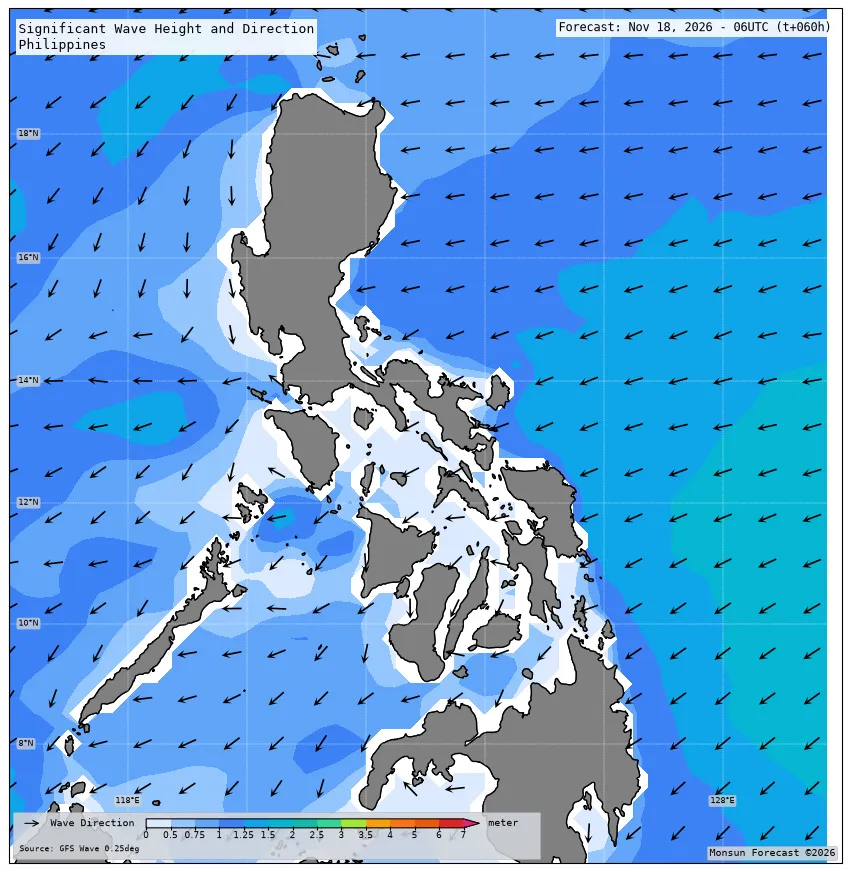 Significant Wave Height and Direction
Philippines
Forecast: Nov 18, 2026 - 06UTC (t+060h)
18°N
16°N
14°N
12°N
10°N
8°N
118°E
128°E
Wave Direction
meter
0 0.5 0.75 1 1.25 1.5 2 2.5 3 3.5 4 5 6 7
Source: GFS Wave 0.25deg
Monsun Forecast ©2026